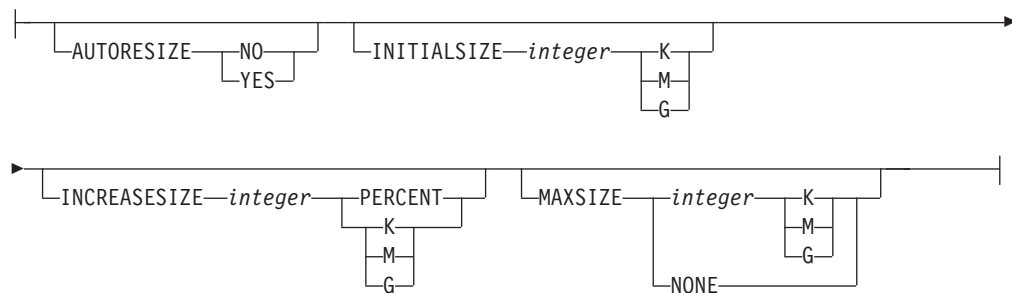 AUTORESIZE NO INITIALSIZE integer K
YES M
G
INCREASESIZE integer PERCENT MAXSIZE integer K
K M
M G
G NONE